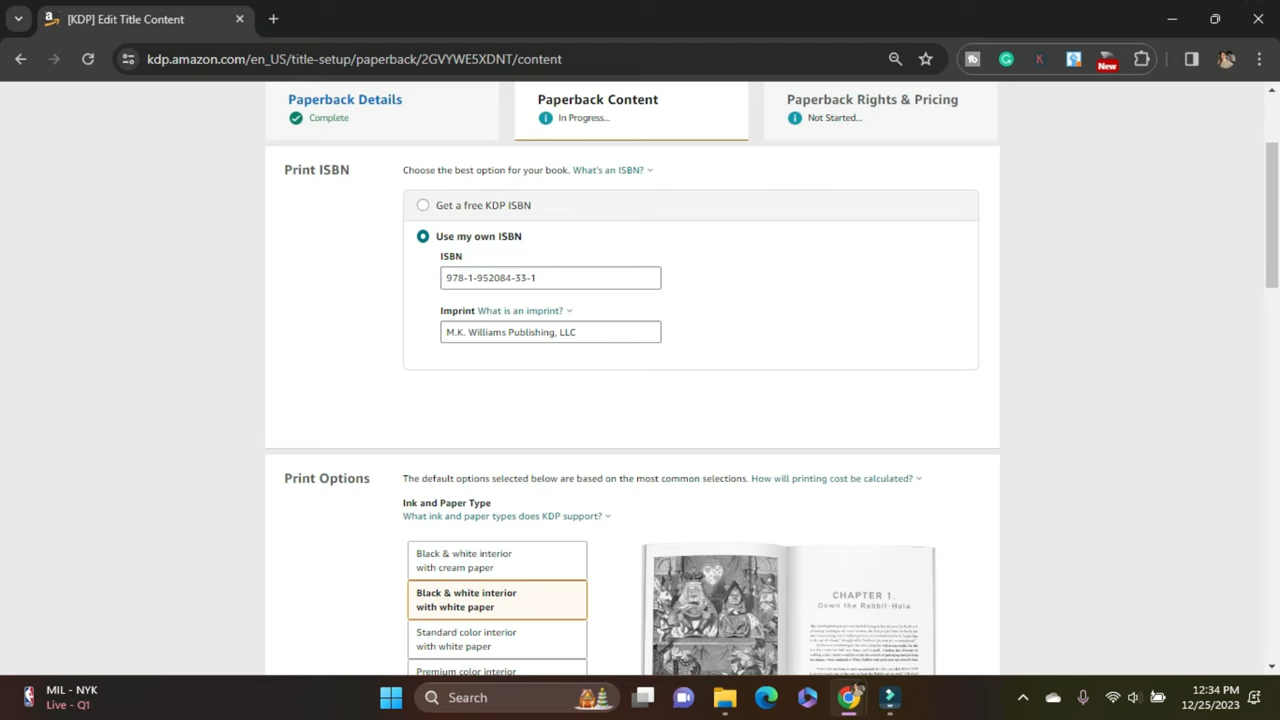 [KDP] Edit Title Content
kdp.amazon.com/en_US/title-setup/paperback/2GVYWE5XDNT/content
New
Paperback Details
Complete
Paperback Content
In Progress...
Paperback Rights & Pricing
Not Started...
Print ISBN
Choose the best option for your book. What's an ISBN?
Get a free KDP ISBN
Use my own ISBN
ISBN
978-1-952084-33-1
Imprint What is an imprint?
M.K. Williams Publishing, LLC
Print Options
The default options selected below are based on the most common selections. How will printing cost be calculated?
Ink and Paper Type
What ink and paper types does KDP support?
Black & white interior
with cream paper
Black & white interior
with white paper
Standard color interior
with white paper
Premium color interior
CHAPTER 1.
Down the Rabbit-Hole
MIL - NYK
Live - Q1
Search
12:34 PM
12/25/2023